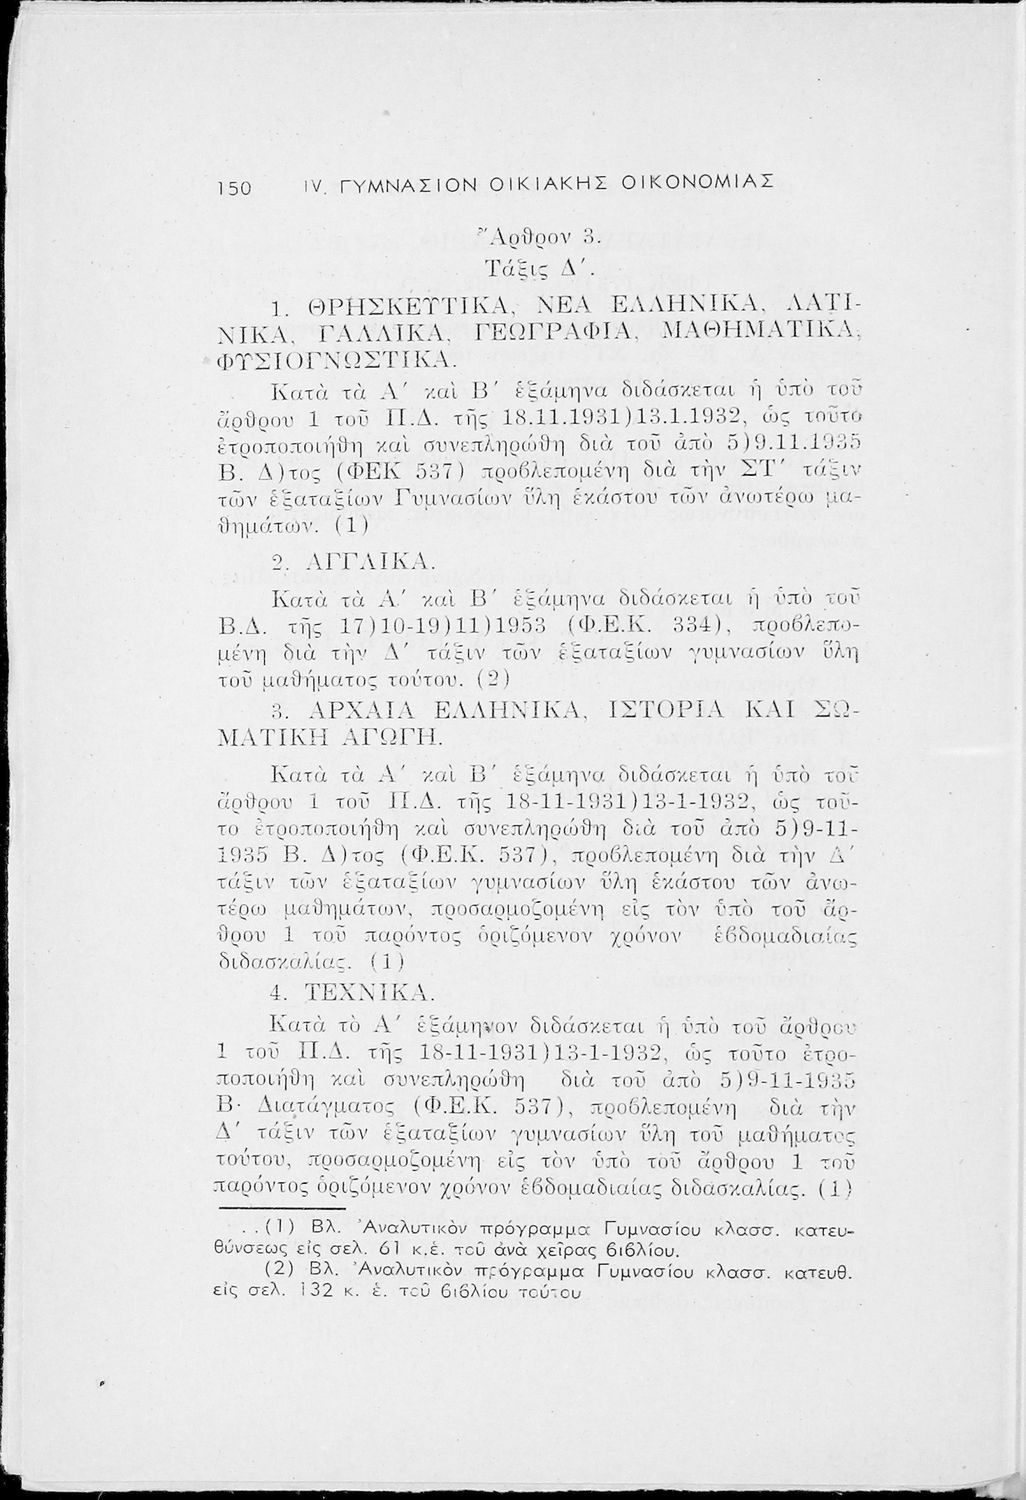 150 IV. ΓΥΜΝΑΣΙΟΝ ΟΙΚΙΑΚΗΣ ΟΙΚΟΝΟΜΙΑΣ
Ἄρθρον 3.
Τάξις Δ΄.
1. ΘΡΗΣΚΕΥΤΙΚΑ, ΝΕΑ ΕΛΛΗΝΙΚΑ, ΛΑΤΙ-
ΝΙΚΑ, ΓΑΛΛΙΚΑ, ΓΕΩΓΡΑΦΙΑ, ΜΑΘΗΜΑΤΙΚΑ,
ΦΥΣΙΟΓΝΩΣΤΙΚΑ.
Κατὰ τὰ Α΄ καὶ Β΄ ἑξάμηνα διδάσκεται ἡ ὑπὸ τοῦ
ἄρθρου 1 τοῦ Π.Δ. τῆς 18.11.1931)13.1.1932, ὡς τοῦτο
ἐτροποποιήθη καὶ συνεπληρώθη διὰ τοῦ ἀπὸ 5)9.11.1935
Β. Δ)τος (ΦΕΚ 537) προβλεπομένη διὰ τὴν ΣΤ΄ τάξιν
τῶν ἑξαταξίων Γυμνασίων ὕλη ἑκάστου τῶν ἀνωτέρω μα-
θημάτων. (1)
2. ΑΓΓΛΙΚΑ.
Κατὰ τὰ Α΄ καὶ Β΄ ἑξάμηνα διδάσκεται ἡ ὑπὸ τοῦ
Β.Δ. τῆς 17)10-19)11)1953 (Φ.Ε.Κ. 334), προβλεπο-
μένη διὰ τὴν Δ΄ τάξιν τῶν ἑξαταξίων γυμνασίων ὕλη
τοῦ μαθήματος τούτου. (2)
3. ΑΡΧΑΙΑ ΕΛΛΗΝΙΚΑ, ΙΣΤΟΡΙΑ ΚΑΙ ΣΩ-
ΜΑΤΙΚΗ ΑΓΩΓΗ.
Κατὰ τὰ Α΄ καὶ Β΄ ἑξάμηνα διδάσκεται ἡ ὑπὸ τοῦ
ἄρθρου 1 τοῦ Π.Δ. τῆς 18-11-1931)13-1-1932, ὡς τοῦ-
το ἐτροποποιήθη καὶ συνεπληρώθη διὰ τοῦ ἀπὸ 5)9-11-
1935 Β. Δ)τος (Φ.Ε.Κ. 537), προβλεπομένη διὰ τὴν Δ΄
τάξιν τῶν ἑξαταξίων γυμνασίων ὕλη ἑκάστου τῶν ἀνω-
τέρω μαθημάτων, προσαρμοζομένη εἰς τὸν ὑπὸ τοῦ ἄρ-
θρου 1 τοῦ παρόντος ὁριζόμενον χρόνον ἑβδομαδιαίας
διδασκαλίας. (1)
4. ΤΕΧΝΙΚΑ.
Κατὰ τὸ Α΄ ἑξάμηνον διδάσκεται ἡ ὑπὸ τοῦ ἄρθρου
1 τοῦ Π.Δ. τῆς 18-11-1931)13-1-1932, ὡς τοῦτο ἐτρο-
ποποιήθη καὶ συνεπληρώθη διὰ τοῦ ἀπὸ 5)9-11-1935
Β· Διατάγματος (Φ.Ε.Κ. 537), προβλεπομένη διὰ τὴν
Δ΄ τάξιν τῶν ἑξαταξίων γυμνασίων ὕλη τοῦ μαθήματος
τούτου, προσαρμοζομένη εἰς τὸν ὑπὸ τοῦ ἄρθρου 1 τοῦ
παρόντος ὁριζόμενον χρόνον ἑβδομαδιαίας διδασκαλίας. (1)
(1) Βλ. Ἀναλυτικὸν πρόγραμμα Γυμνασίου κλασσ. κατευ-
θύνσεως εἰς σελ. 61 κ.ἑ. τοῦ ἀνὰ χεῖρας βιβλίου.
(2) Βλ. Ἀναλυτικὸν πρόγραμμα Γυμνασίου κλασσ. κατευθ.
εἰς σελ. 132 κ. ἑ. τοῦ βιβλίου τούτου